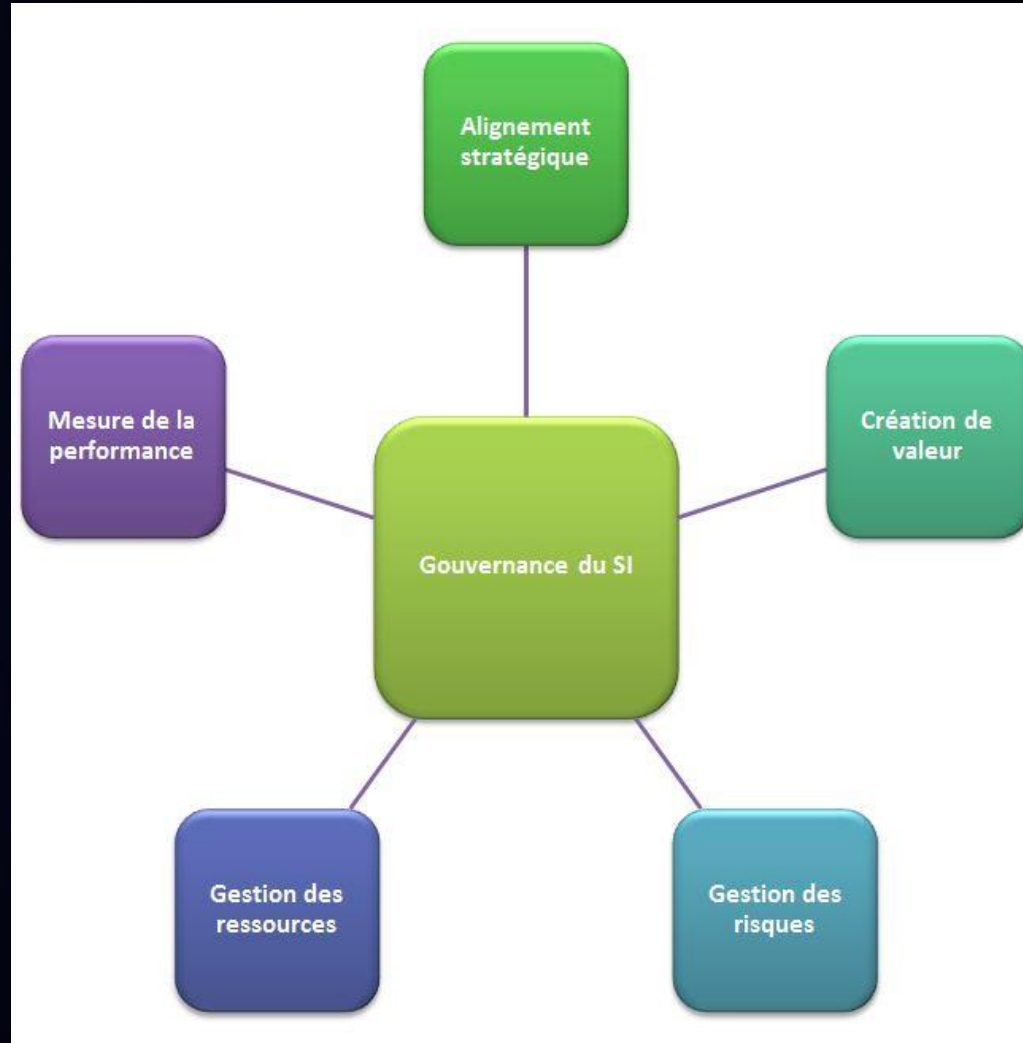 Alignement
stratégique
Mesure de la
performance
Création de
valeur
Gouvernance du SI
Gestion des
ressources
Gestion des
risques